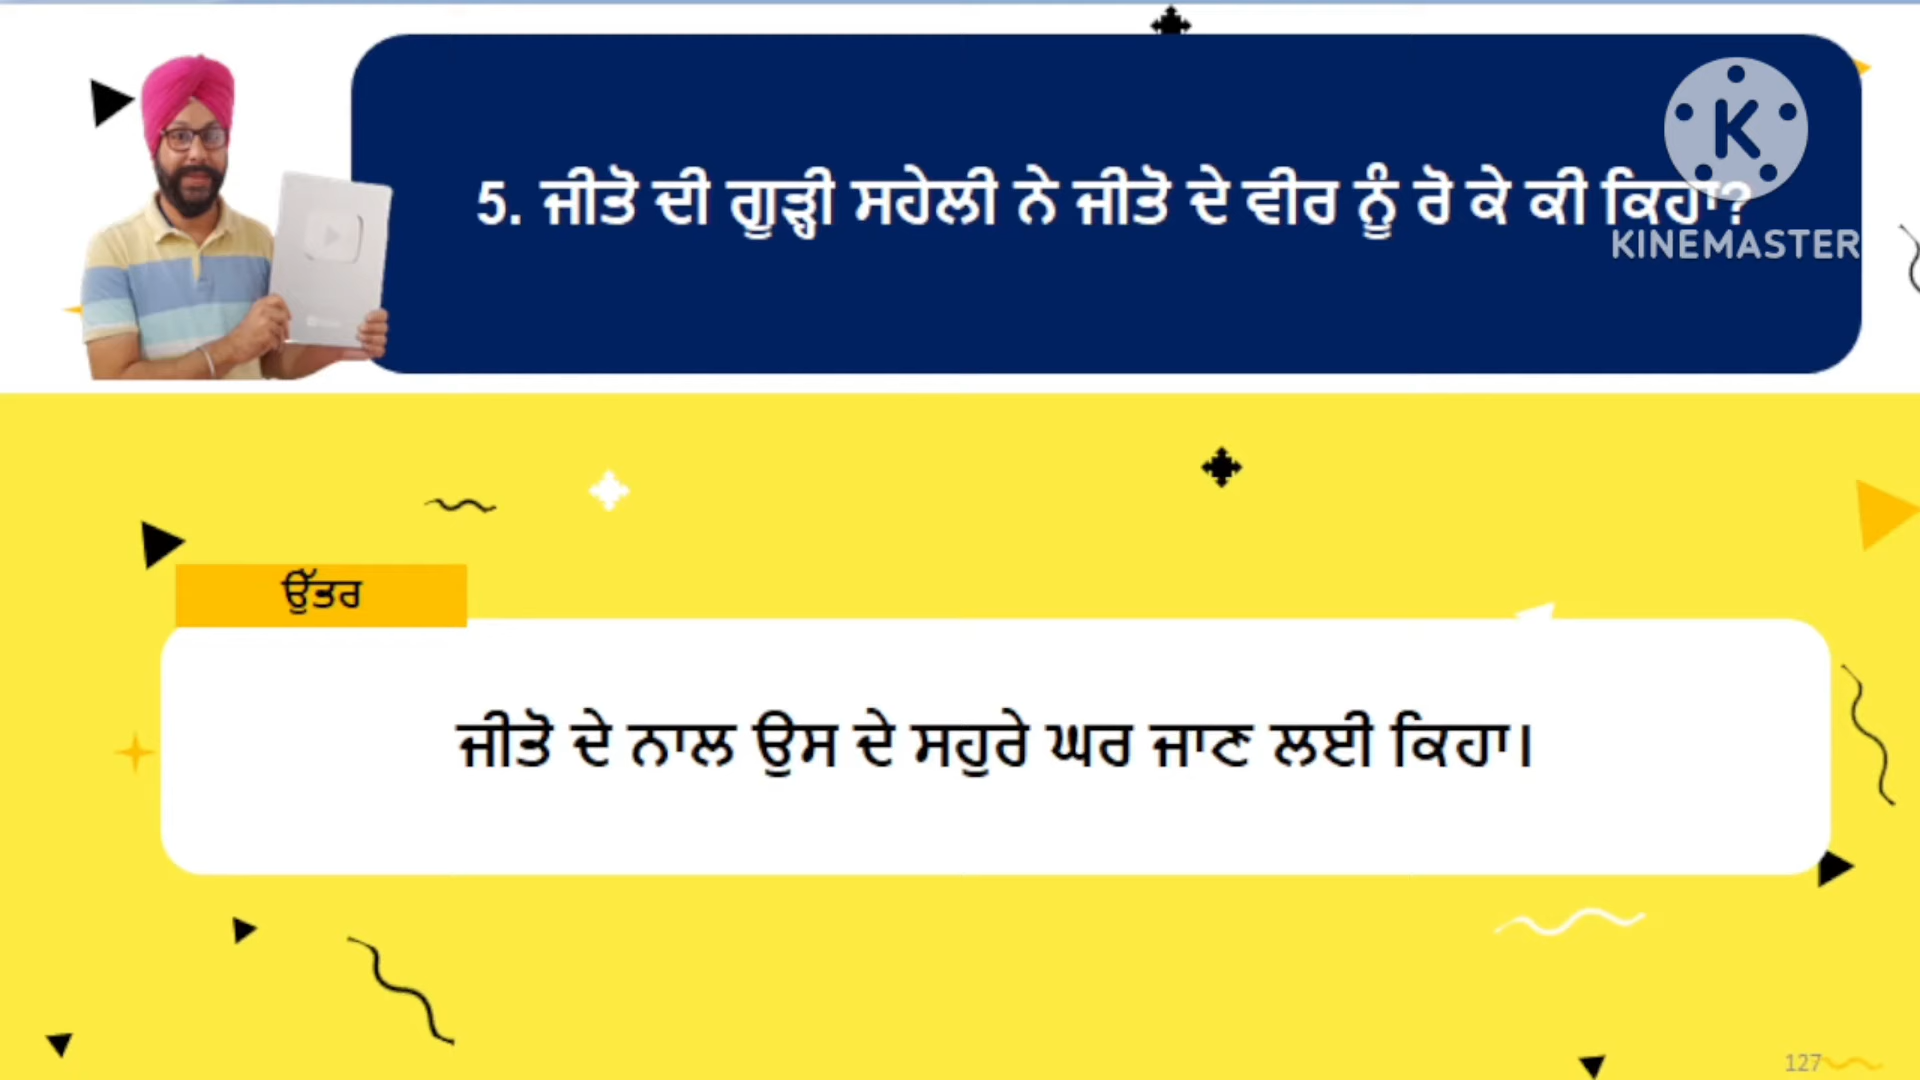 5. ਜੀਤੋ ਦੀ ਗੂੜ੍ਹੀ ਸਹੇਲੀ ਨੇ ਜੀਤੋ ਦੇ ਵੀਰ ਨੂੰ ਰੋ ਕੇ ਕੀ ਕਿਹਾ?
K
KINEMASTER
ਉੱਤਰ
ਜੀਤੋ ਦੇ ਨਾਲ ਉਸ ਦੇ ਸਹੁਰੇ ਘਰ ਜਾਣ ਲਈ ਕਿਹਾ।
127